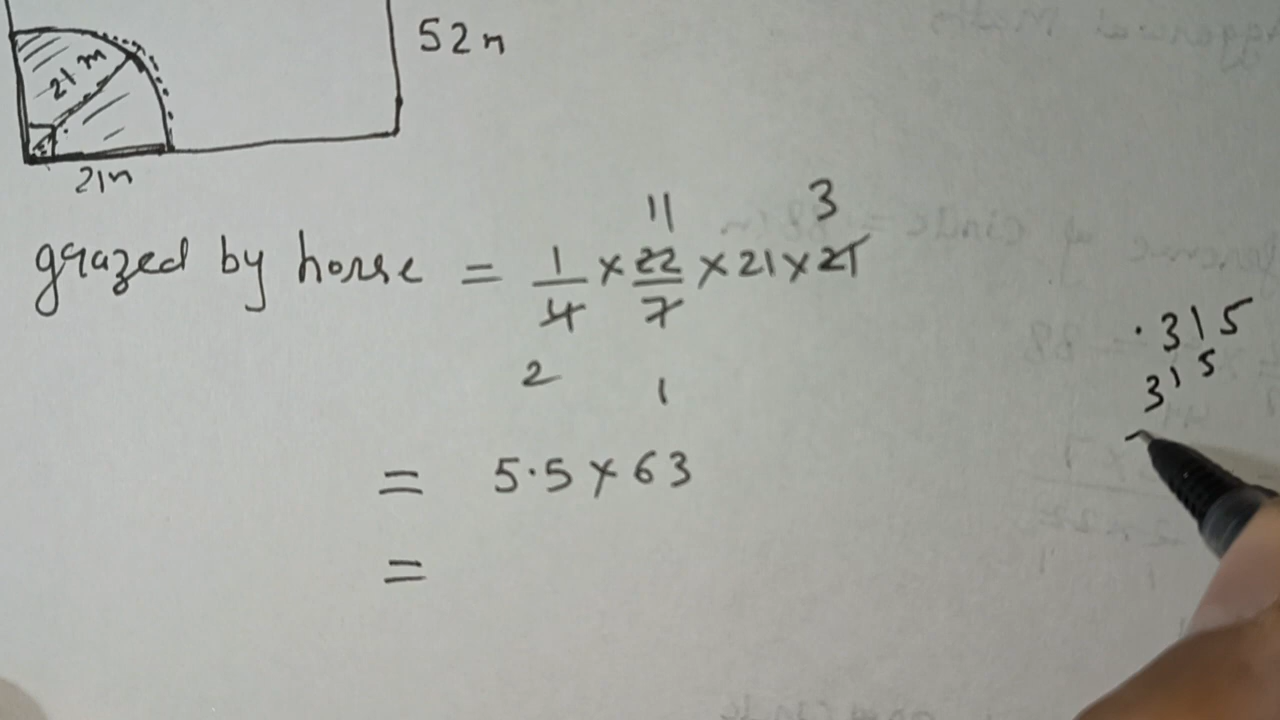 52m
21m
21m
grazed by horse = 1/4 × 22/7 × 21 × 21
11 3
2 1
= 5.5 × 63
=
.315
315